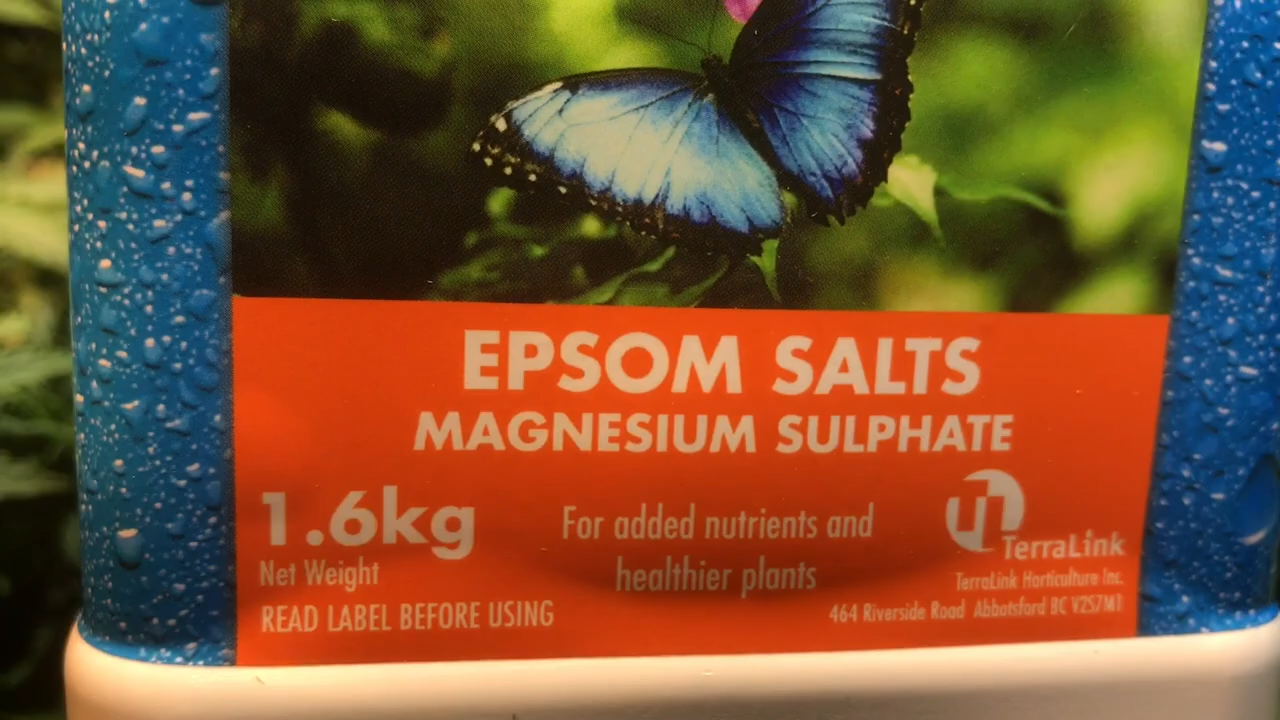 EPSOM SALTS
MAGNESIUM SULPHATE
1.6kg
Net Weight
READ LABEL BEFORE USING
For added nutrients and
healthier plants
TerraLink
TerraLink Horticulture Inc.
464 Riverside Road Abbotsford BC V2S7M1